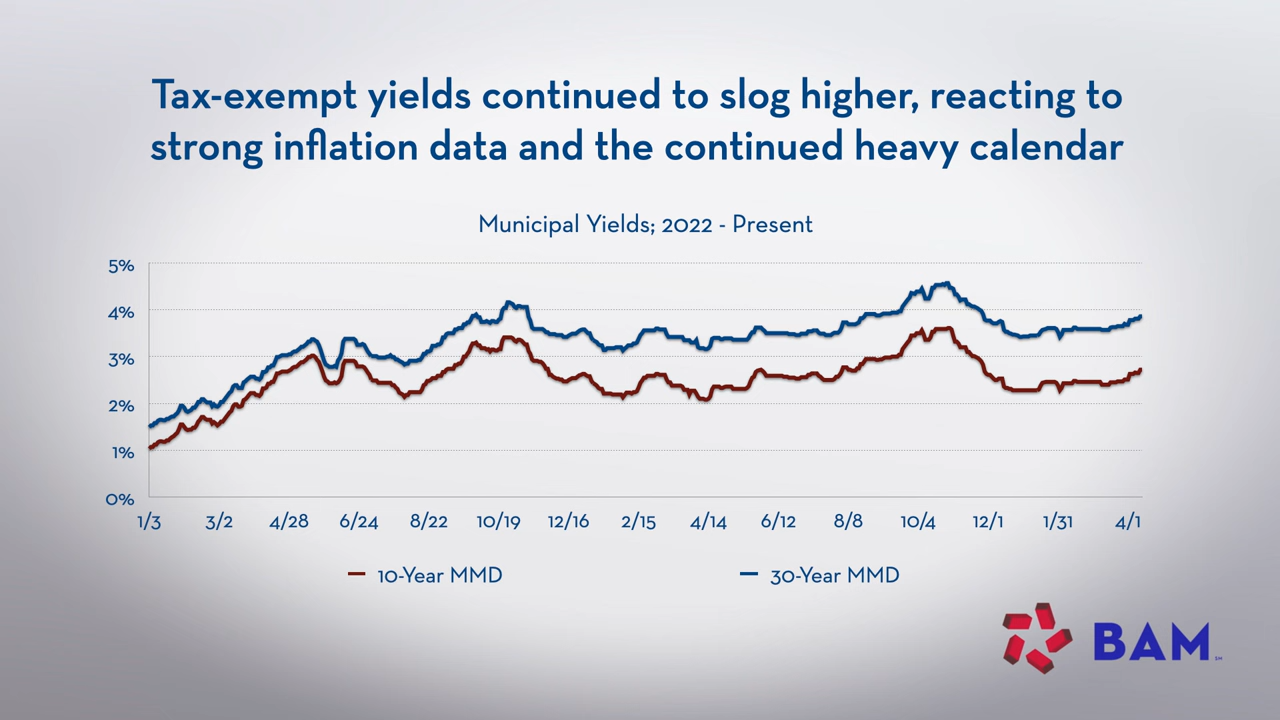 Tax-exempt yields continued to slog higher, reacting to
strong inflation data and the continued heavy calendar
Municipal Yields; 2022 - Present
5%
4%
3%
2%
1%
0%
1/3 3/2 4/28 6/24 8/22 10/19 12/16 2/15 4/14 6/12 8/8 10/4 12/1 1/31 4/1
10-Year MMD 30-Year MMD
BAM SM